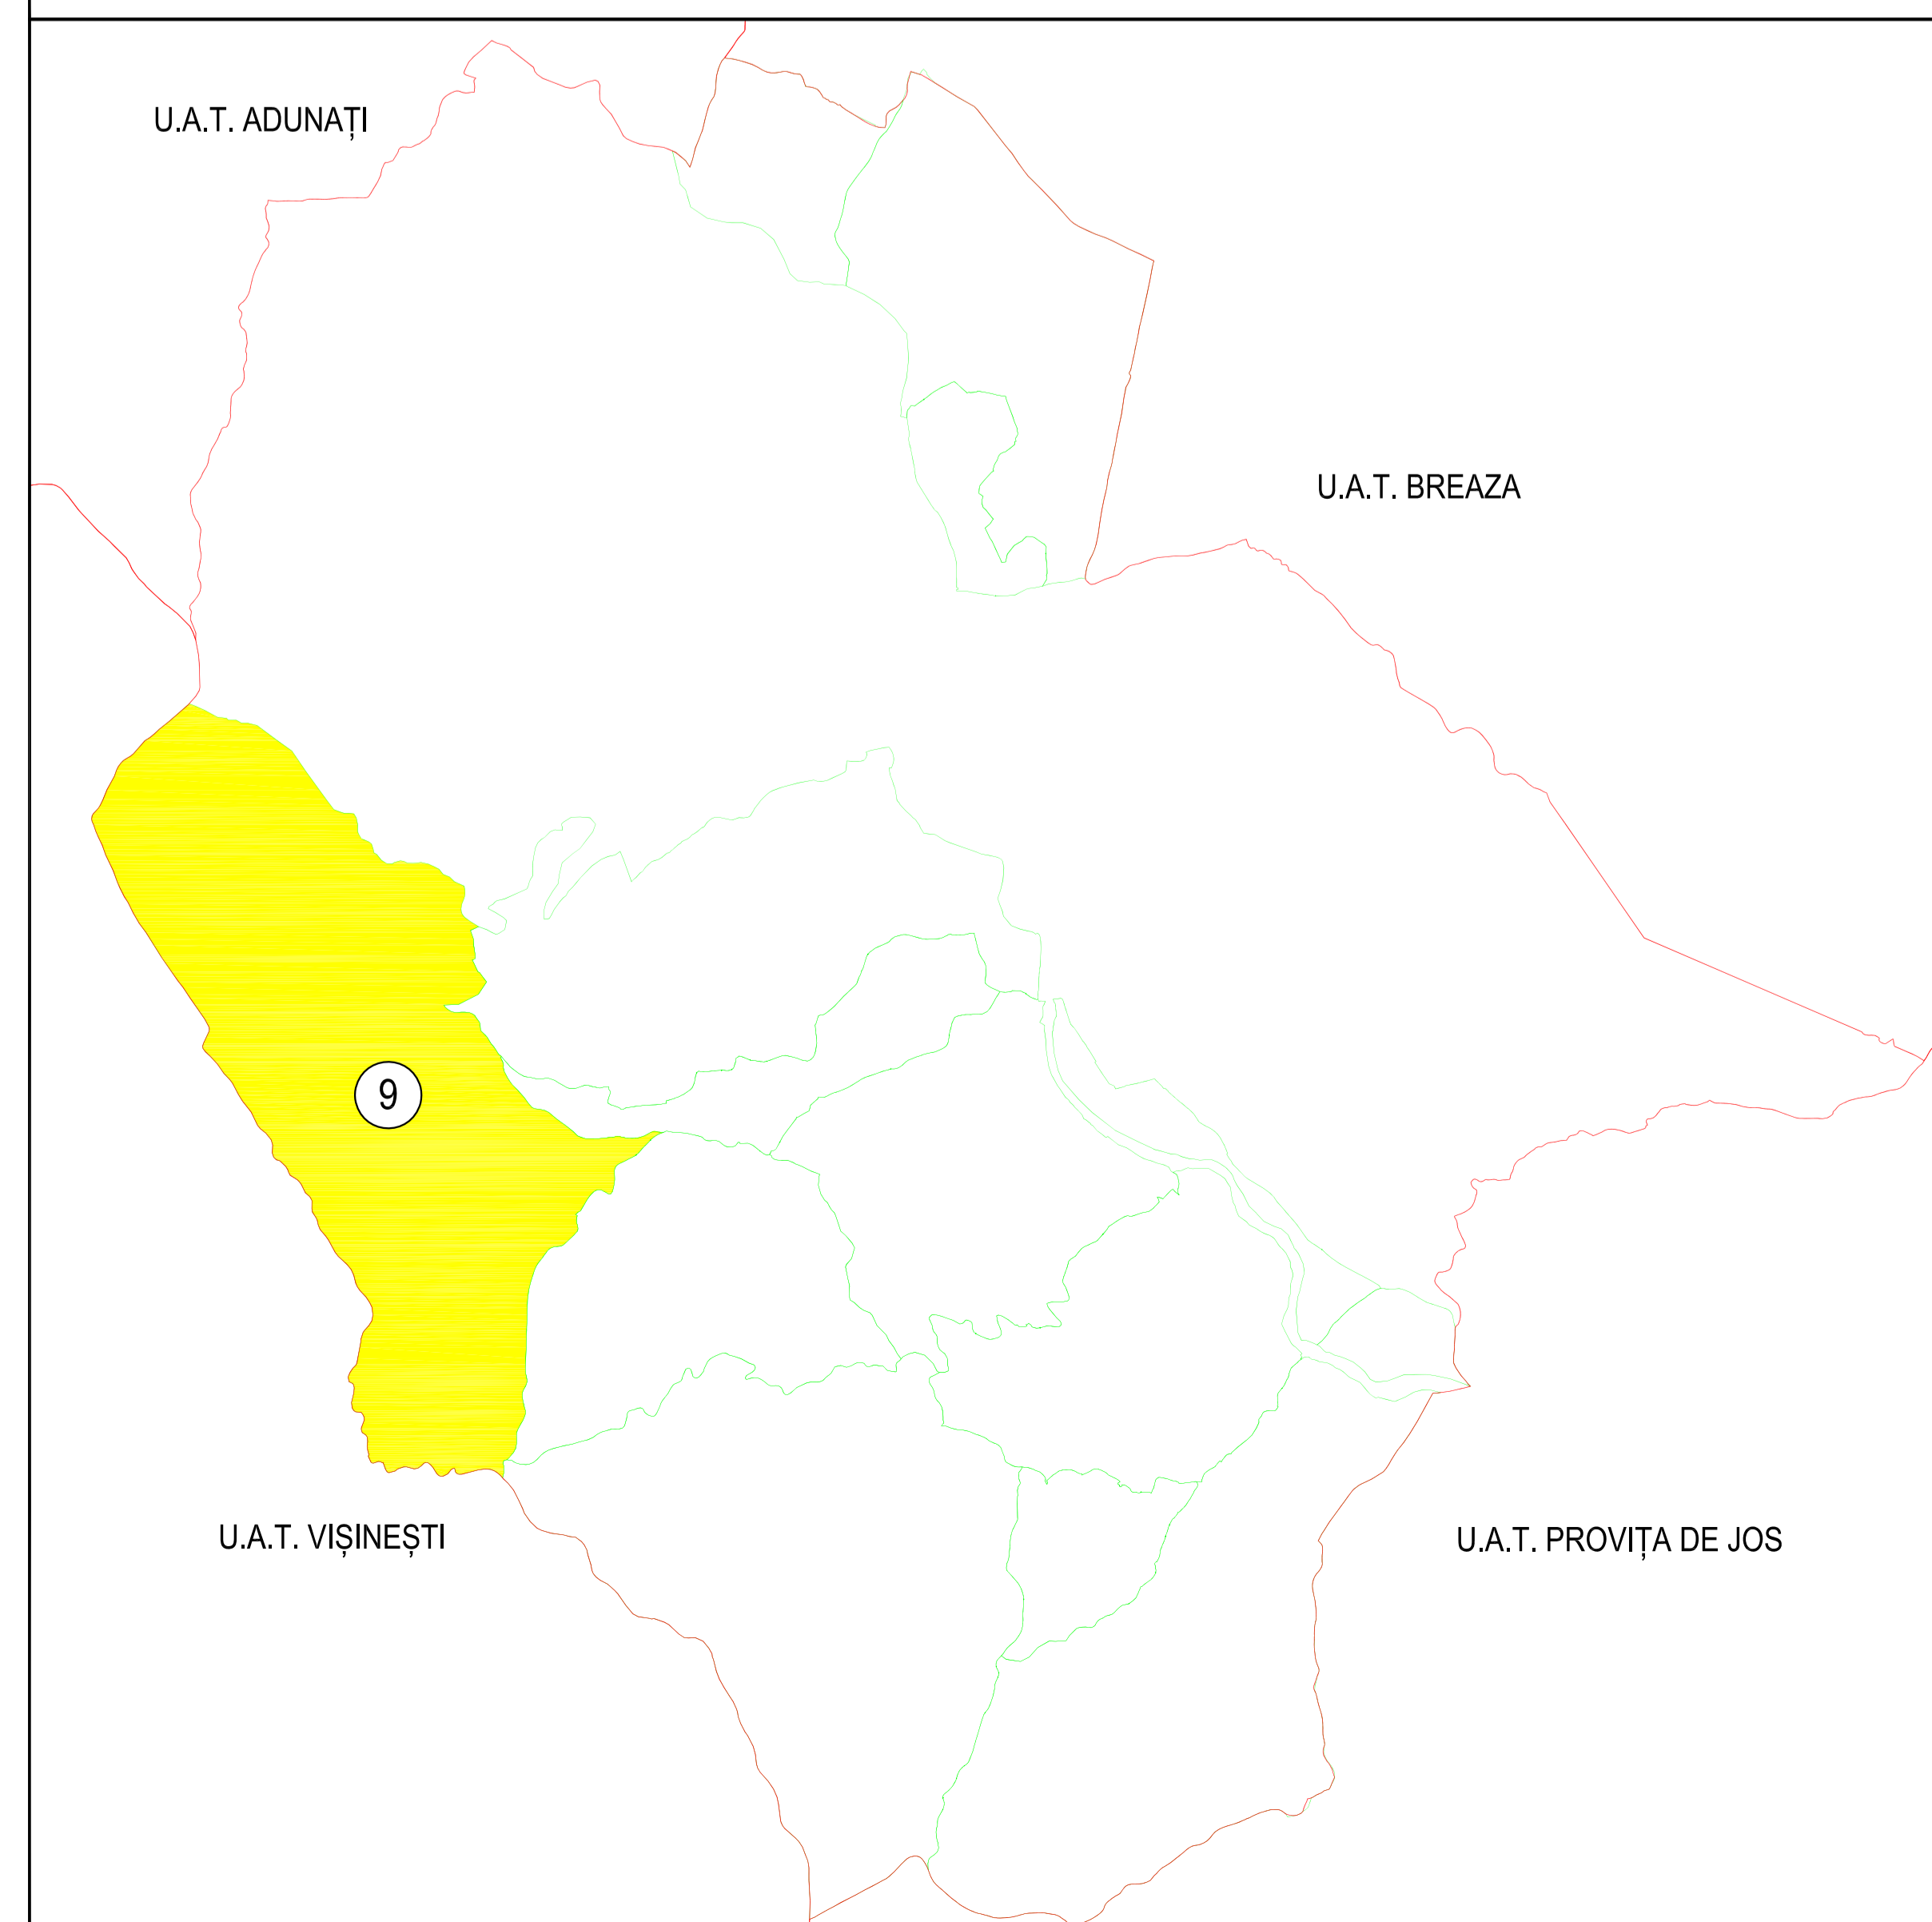 U.A.T. ADUNAȚI
U.A.T. BREAZA
9
U.A.T. VIȘINEȘTI
U.A.T. PROVIȚA DE JOS